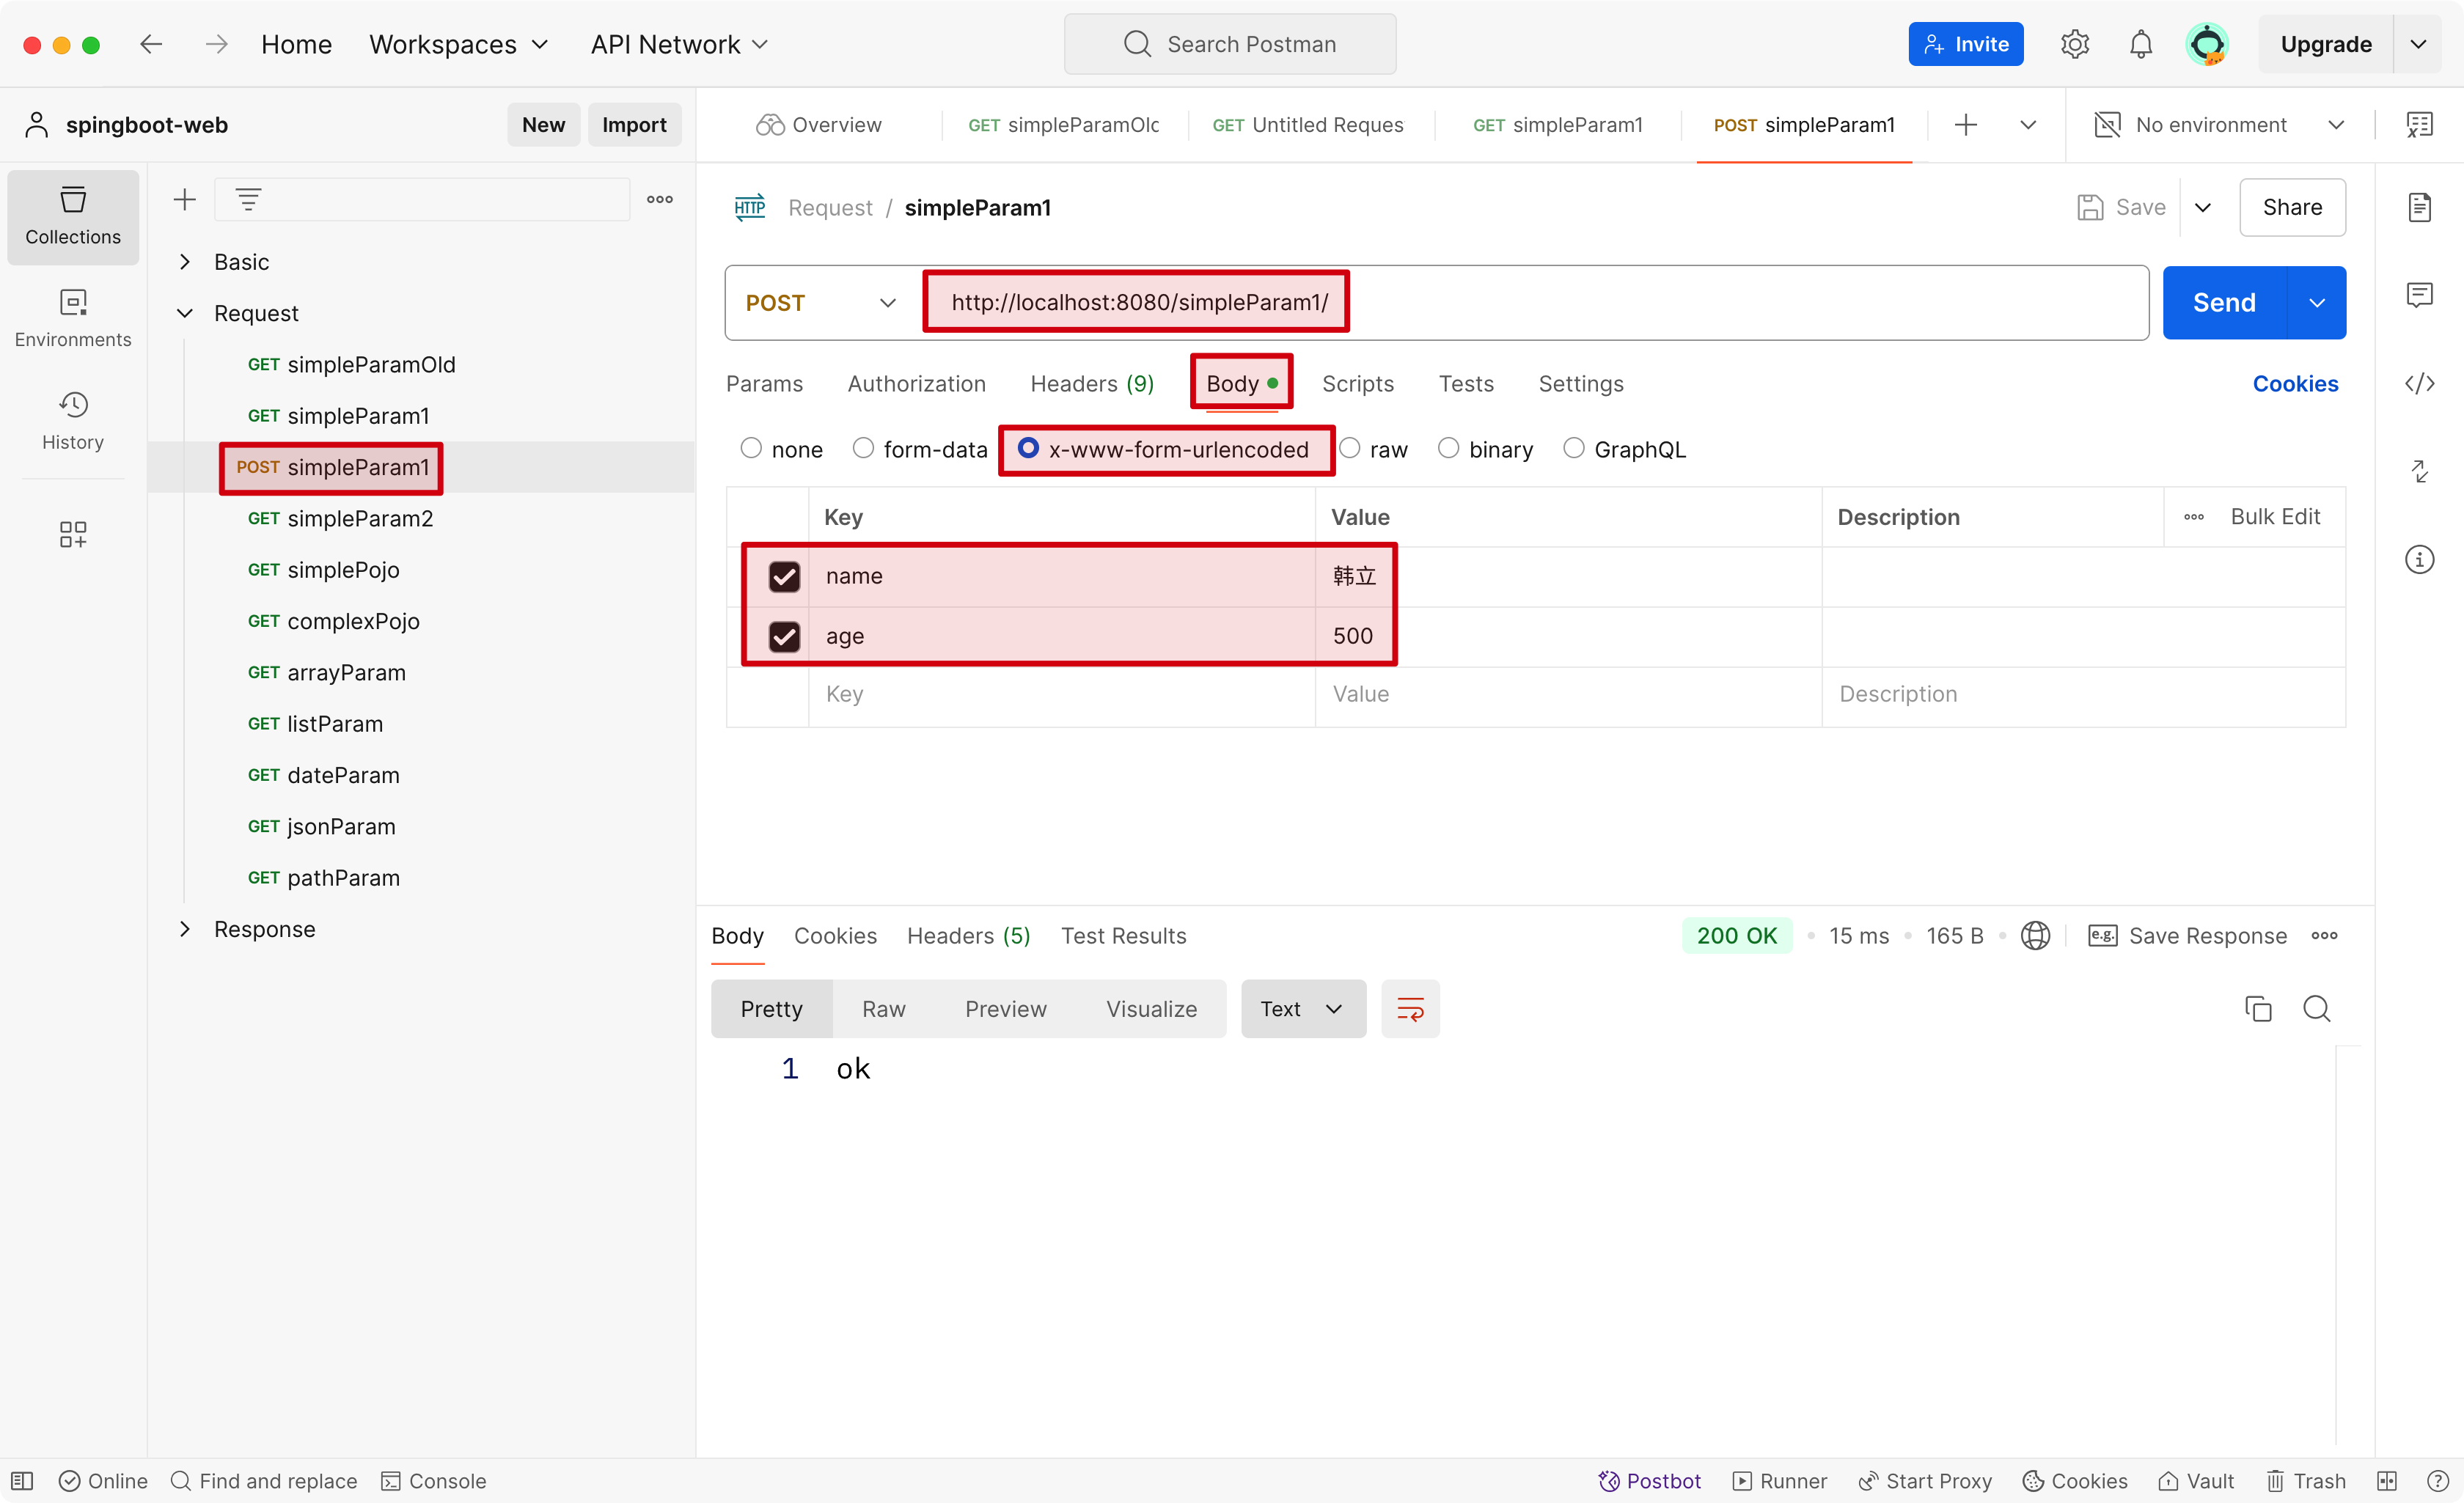 Home Workspaces API Network Search Postman Invite Upgrade
spingboot-web New Import Overview GET simpleParamOlc GET Untitled Reques GET simpleParam1 POST simpleParam1 No environment
Collections
Environments
History
Basic
Request
GET simpleParamOld
GET simpleParam1
POST simpleParam1
GET simpleParam2
GET simplePojo
GET complexPojo
GET arrayParam
GET listParam
GET dateParam
GET jsonParam
GET pathParam
Response
HTTP Request / simpleParam1 Save Share
POST http://localhost:8080/simpleParam1/ Send
Params Authorization Headers (9) Body Scripts Tests Settings Cookies
none form-data x-www-form-urlencoded raw binary GraphQL
Key Value Description Bulk Edit
name 韩立
age 500
Key Value Description
Body Cookies Headers (5) Test Results 200 OK 15 ms 165 B e.g. Save Response
Pretty Raw Preview Visualize Text
1 ok
Online Find and replace Console Postbot Runner Start Proxy Cookies Vault Trash